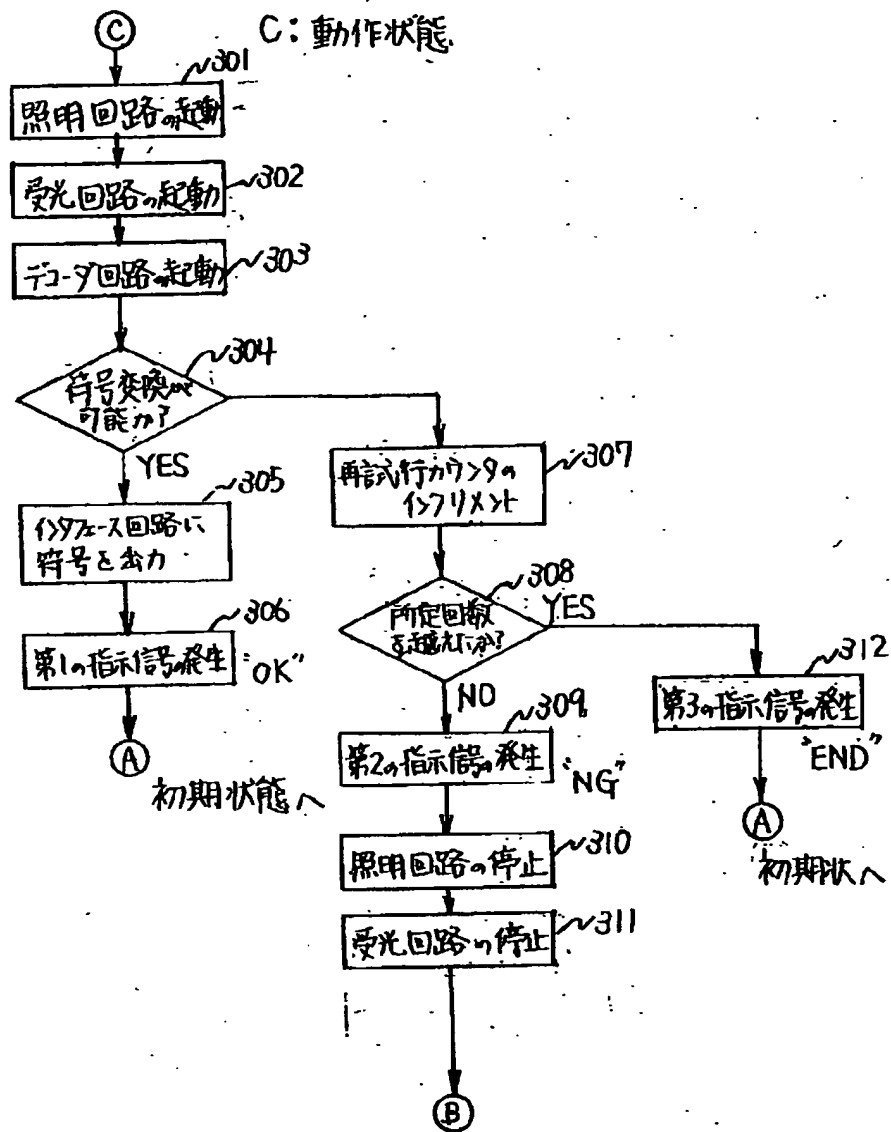 C
C:動作状態
301
照明回路の起動
302
受光回路の起動
303
デコーダ回路の起動
304
符号変換が
可能か?
YES
305
インタフェース回路に
符号を出力
306
第1の指示信号の発生
"OK"
A
初期状態へ
307
再試行カウンタの
インクリメント
308
所定回数
を越えたか?
YES
NO
309
第2の指示信号の発生
"NG"
310
照明回路の停止
311
受光回路の停止
B
312
第3の指示信号の発生
"END"
A
初期状へ